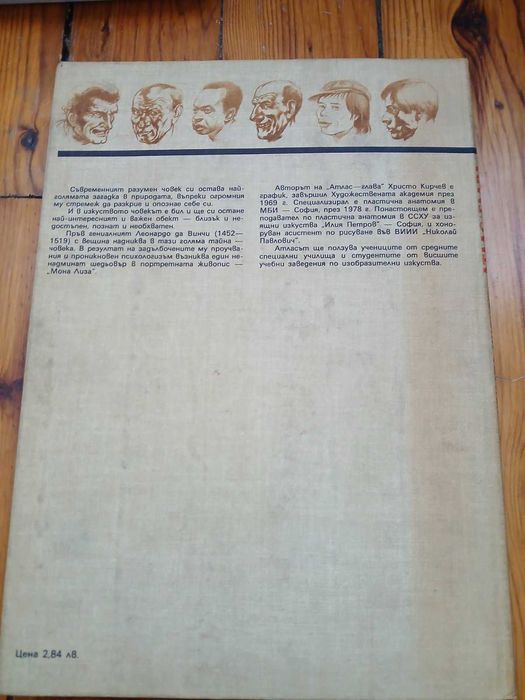 Съвременният разумен човек си остава най-
голямата загадка в природата, въпреки огромния
му стремеж да разкрие и опознае себе си.
И в изкуството човекът е бил и ще си остане
най-интересният и важен обект — близък и не-
достъпен, познат и необхватен.
Пръв гениалният Леонардо да Винчи (1452—
1519) с вещина надниква в тази голяма тайна —
човека. В резултат на задълбочените му проучва-
ния и проникновен психологизъм възниква един не-
надминат шедьовър в портретната живопис —
„Мона Лиза".
Авторът на „Атлас—глава" Христо Кирчев е
график, завършил Художествената академия през
1969 г. Специализирал е пластична анатомия в
МБИ — София, през 1978 г. Понастоящем е пре-
подавател по пластична анатомия в ССХУ за из-
ящни изкуства „Илия Петров" — София, и хоно-
руван асистент по рисуване във ВИИИ „Николай
Павлович".
Атласът ще ползува учениците от средните
специални училища и студентите от висшите
учебни заведения по изобразителни изкуства.
Цена 2,84 лв.